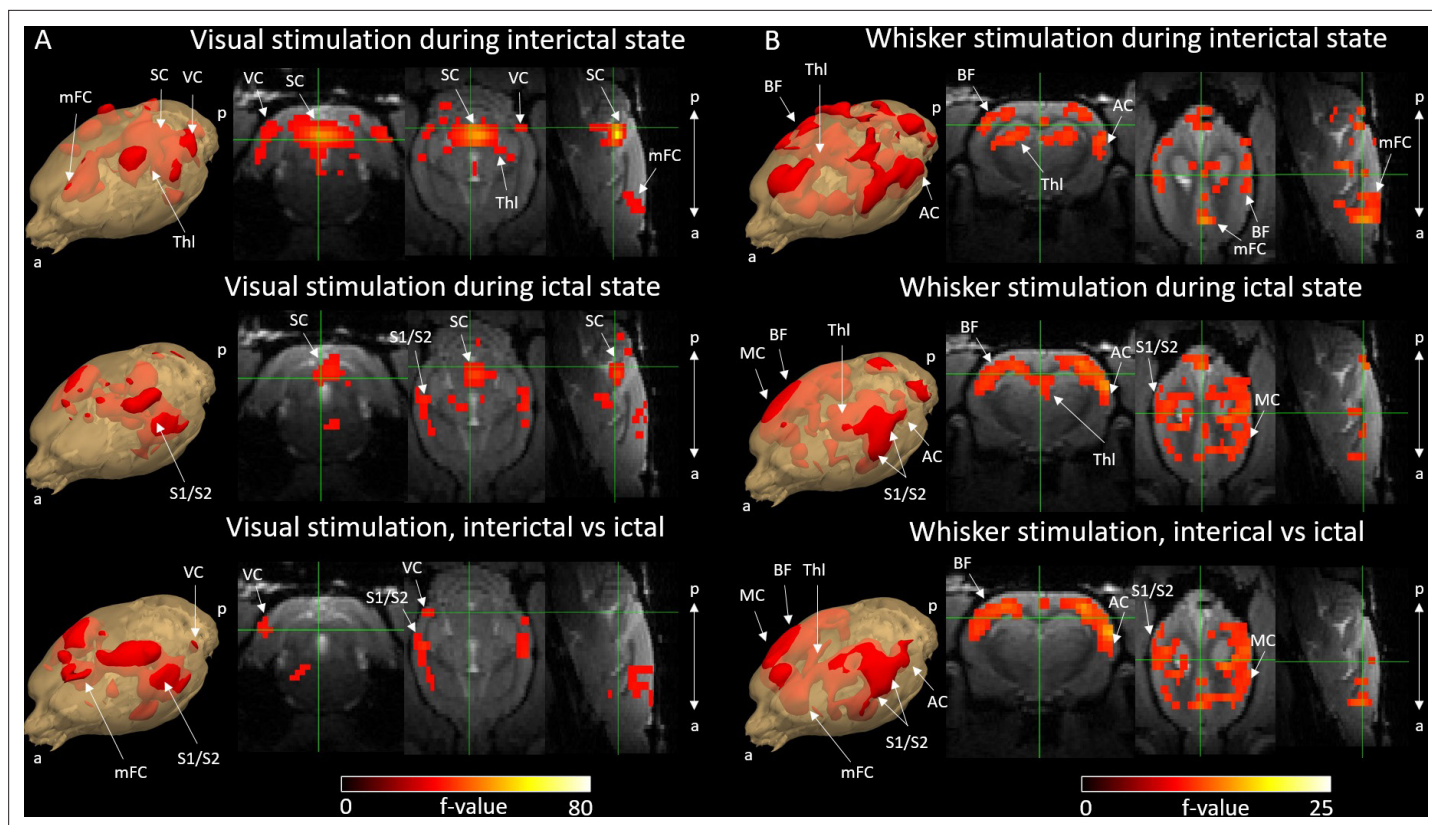 A
Visual stimulation during interictal state
mFC SC VC p Thl a
VC SC SC VC Thl SC mFC p a
Visual stimulation during ictal state
p S1/S2 a
SC S1/S2 SC SC p a
Visual stimulation, interictal vs ictal
VC p mFC S1/S2 a
VC VC S1/S2 p a
0 f-value 80
B
Whisker stimulation during interictal state
BF Thl p AC a
BF AC Thl BF mFC mFC p a
Whisker stimulation during ictal state
MC BF Thl p AC S1/S2 a
BF AC Thl S1/S2 MC p a
Whisker stimulation, interical vs ictal
MC BF Thl p AC S1/S2 mFC a
BF AC S1/S2 MC p a
0 f-value 25